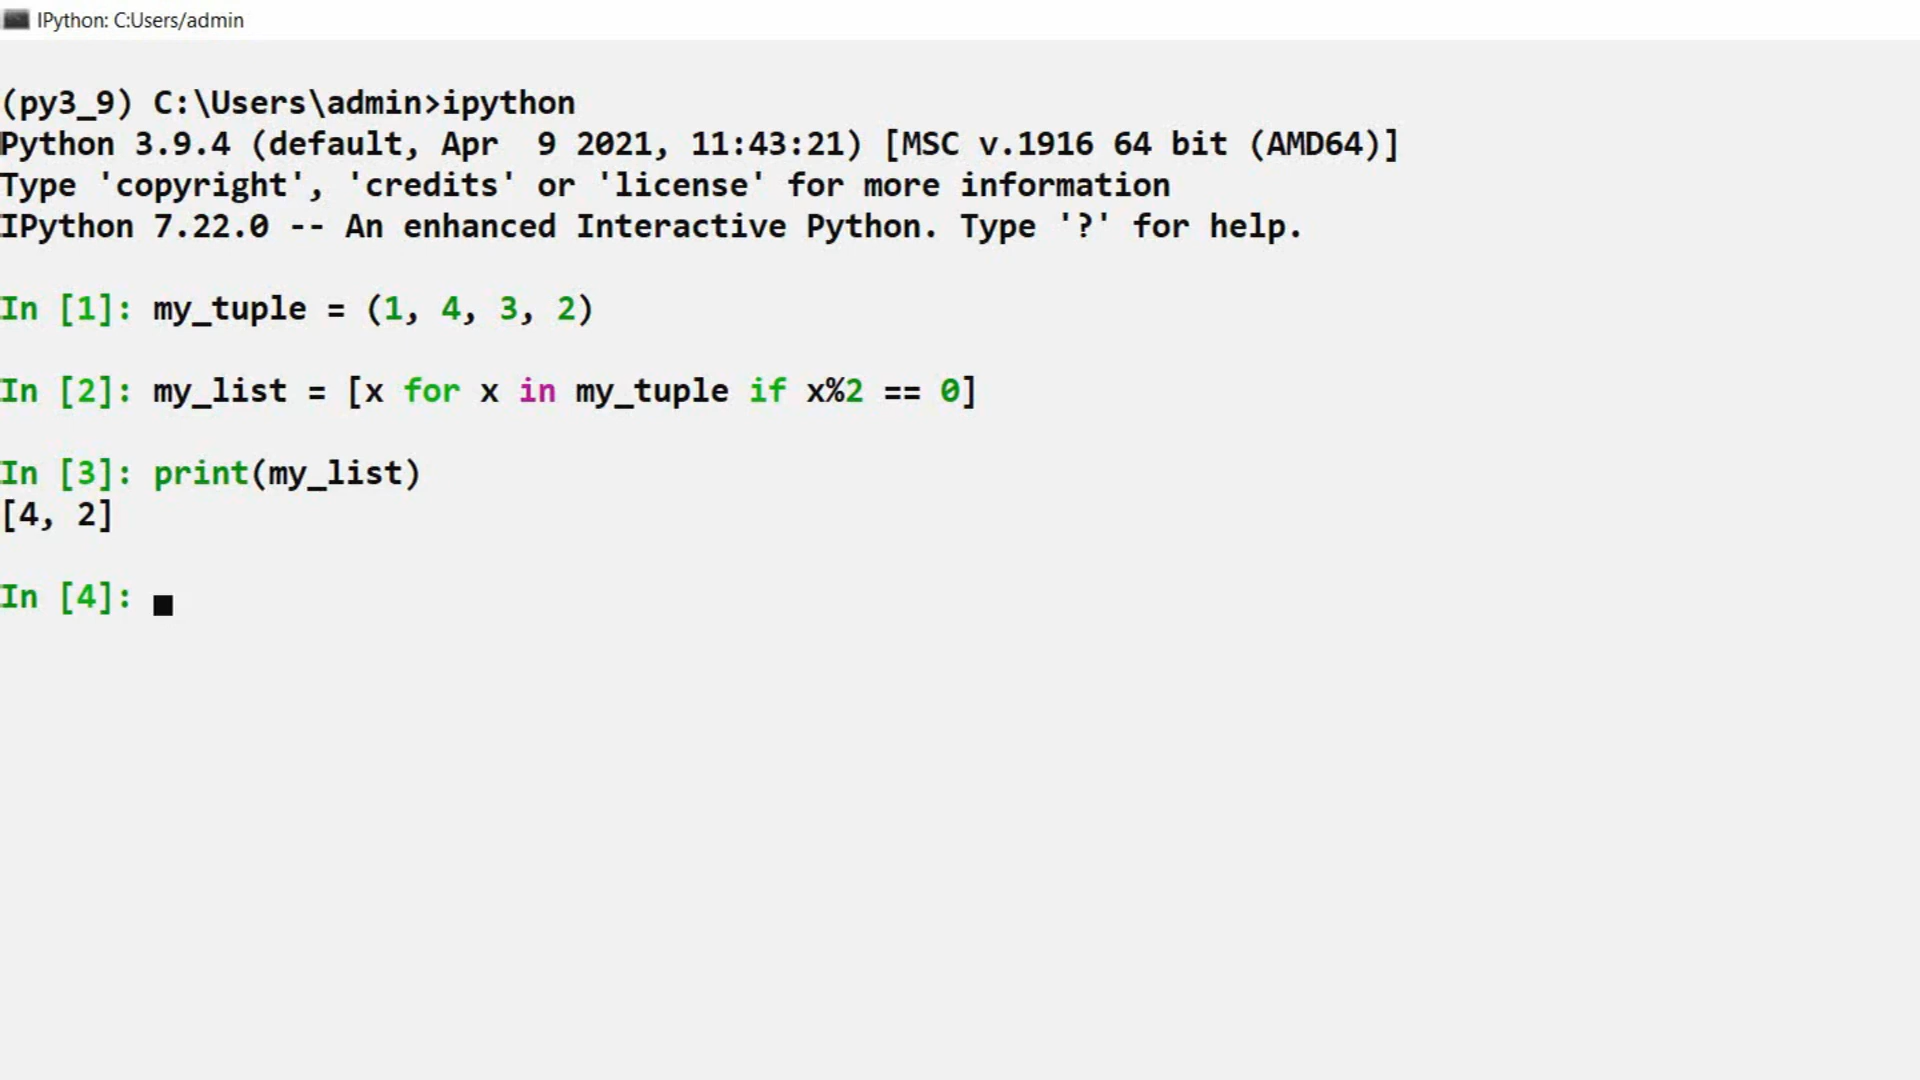 IPython: C:Users/admin
(py3_9) C:\Users\admin>ipython
Python 3.9.4 (default, Apr  9 2021, 11:43:21) [MSC v.1916 64 bit (AMD64)]
Type 'copyright', 'credits' or 'license' for more information
IPython 7.22.0 -- An enhanced Interactive Python. Type '?' for help.
In [1]: my_tuple = (1, 4, 3, 2)
In [2]: my_list = [x for x in my_tuple if x%2 == 0]
In [3]: print(my_list)
[4, 2]
In [4]: